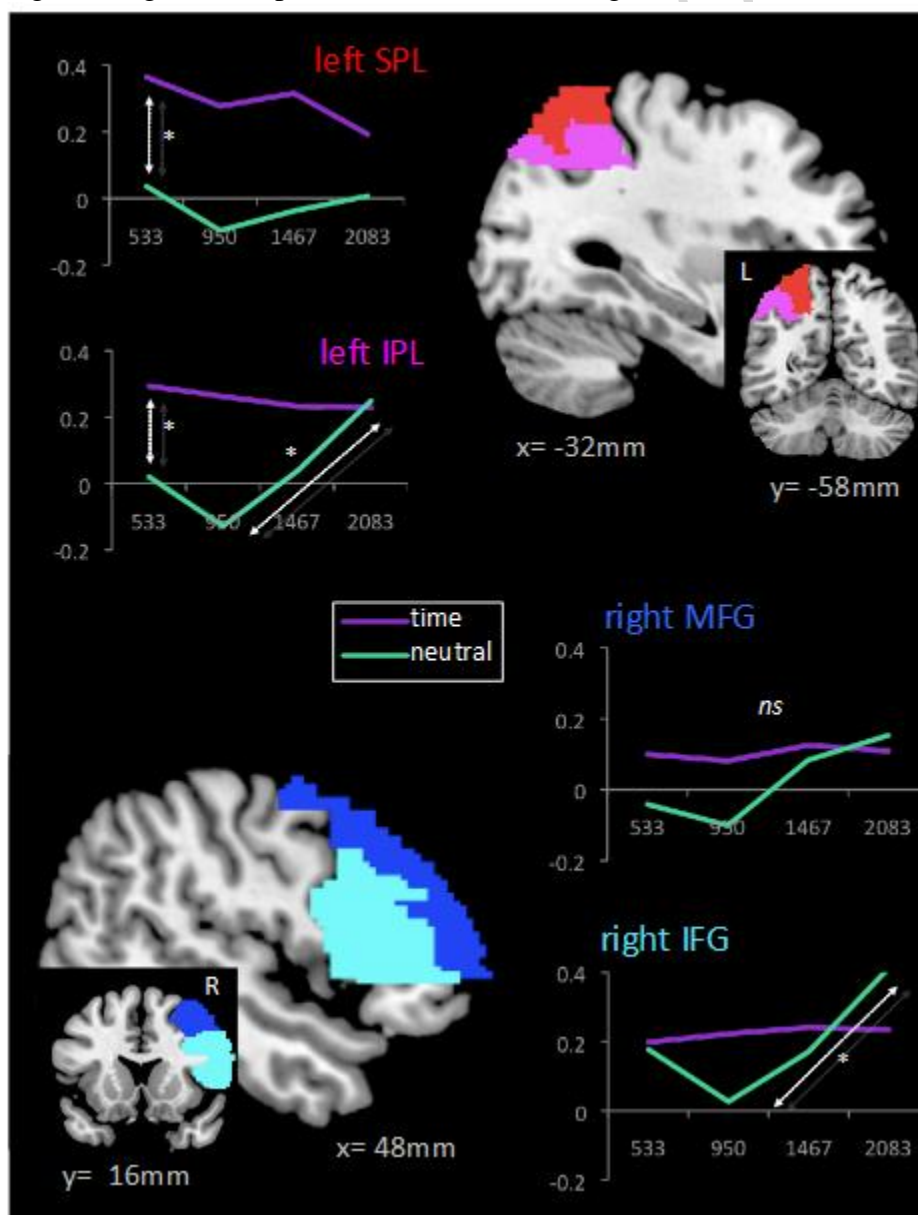 left SPL
0.4
0.2
0
-0.2
533 950 1467 2083
*
L
x= -32mm
y= -58mm
left IPL
0.4
0.2
0
-0.2
533 950 1467 2083
*
*
time
neutral
right MFG
0.4
0.2
0
-0.2
ns
533 950 1467 2083
R
x= 48mm
y= 16mm
right IFG
0.4
0.2
0
-0.2
*
533 950 1467 2083